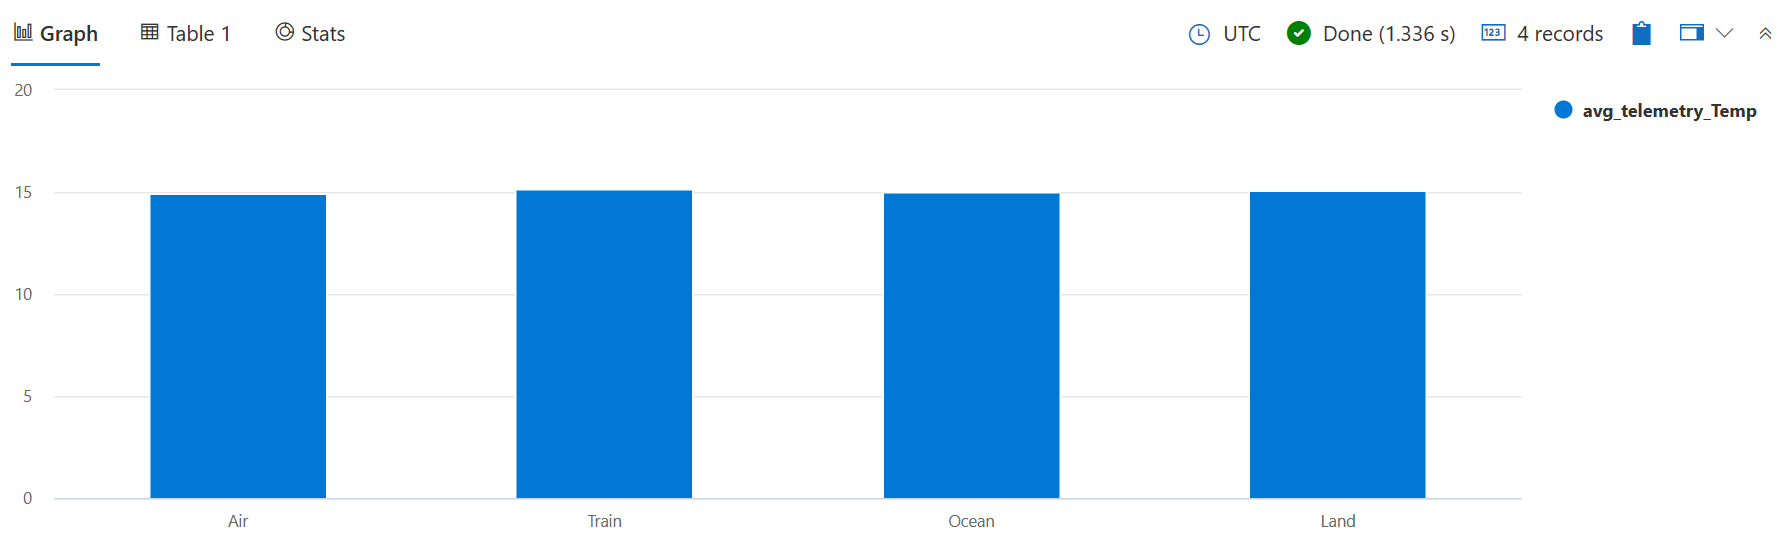 Graph Table 1 Stats UTC Done (1.336 s) 123 4 records
20
avg_telemetry_Temp
15
10
5
0
Air Train Ocean Land